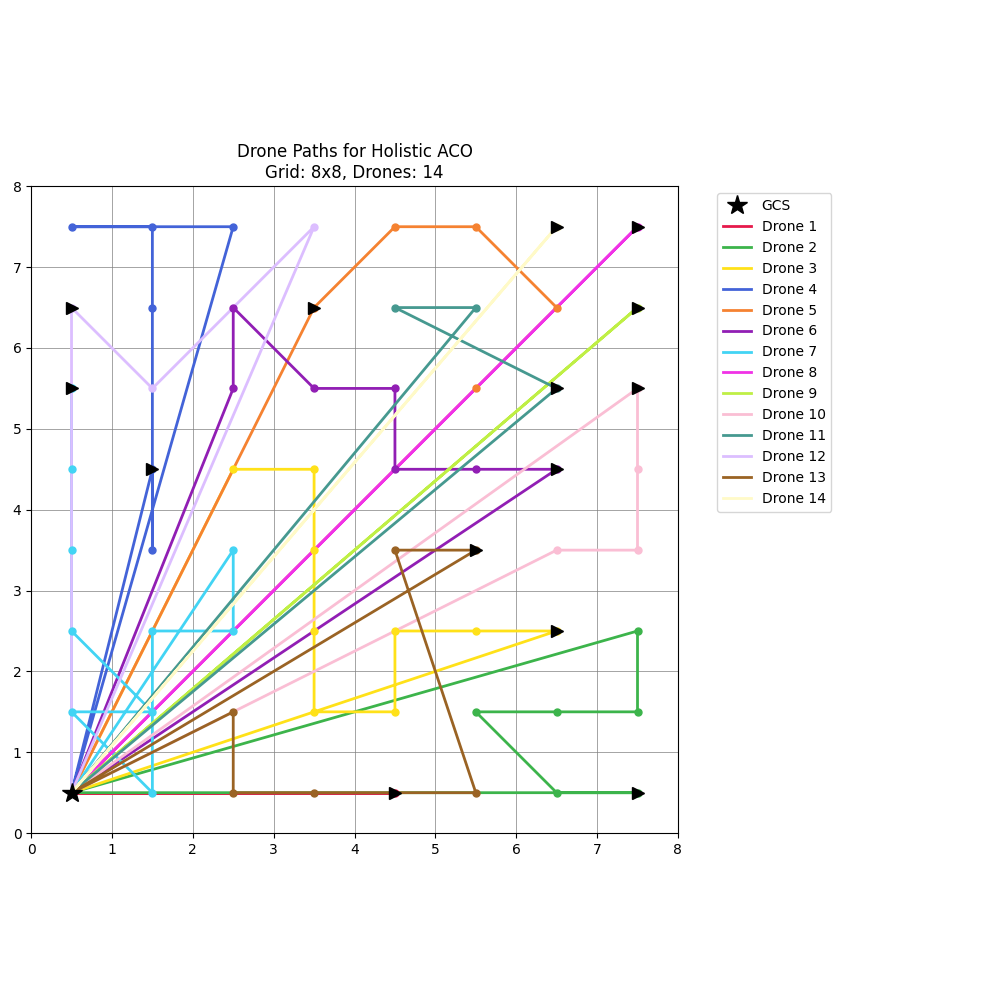 Drone Paths for Holistic ACO
Grid: 8x8, Drones: 14
8
7
6
5
4
3
2
1
0
0 1 2 3 4 5 6 7 8
GCS
Drone 1
Drone 2
Drone 3
Drone 4
Drone 5
Drone 6
Drone 7
Drone 8
Drone 9
Drone 10
Drone 11
Drone 12
Drone 13
Drone 14